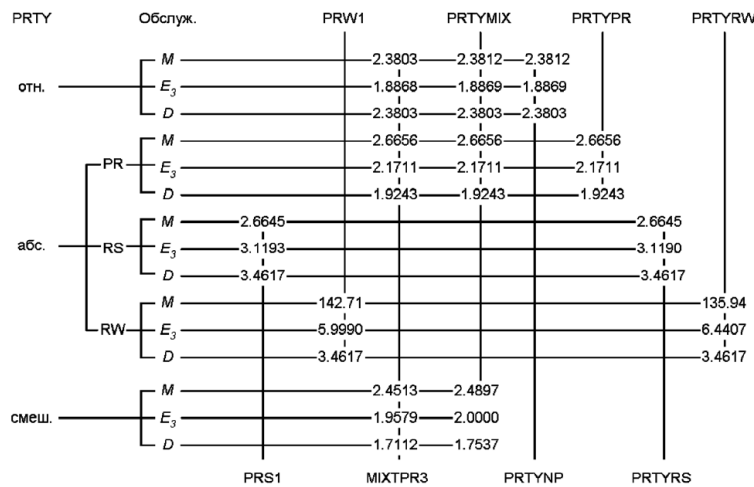 PRTY Обслуж. PRW1 PRTYMIX PRTYPR PRTYRW
M 2.3803 2.3812 2.3812
отн. E3 1.8868 1.8869 1.8869
D 2.3803 2.3803 2.3803
M 2.6656 2.6656 2.6656
PR E3 2.1711 2.1711 2.1711
D 1.9243 1.9243 1.9243
M 2.6645 2.6645
абс. RS E3 3.1193 3.1190
D 3.4617 3.4617
M 142.71 135.94
RW E3 5.9990 6.4407
D 3.4617 3.4617
M 2.4513 2.4897
смеш. E3 1.9579 2.0000
D 1.7112 1.7537
PRS1 MIXTPR3 PRTYNP PRTYRS